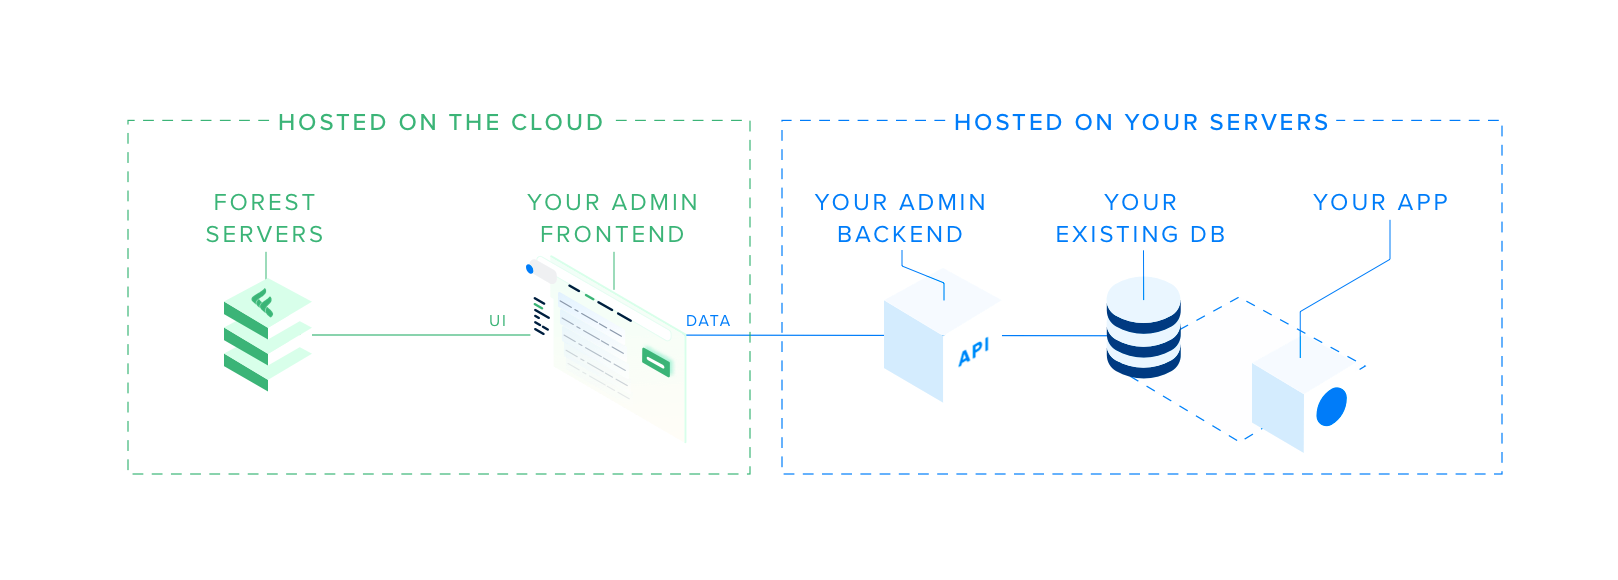 HOSTED ON THE CLOUD
HOSTED ON YOUR SERVERS
FOREST
SERVERS
YOUR ADMIN
FRONTEND
YOUR ADMIN
BACKEND
YOUR
EXISTING DB
YOUR APP
UI
DATA
API